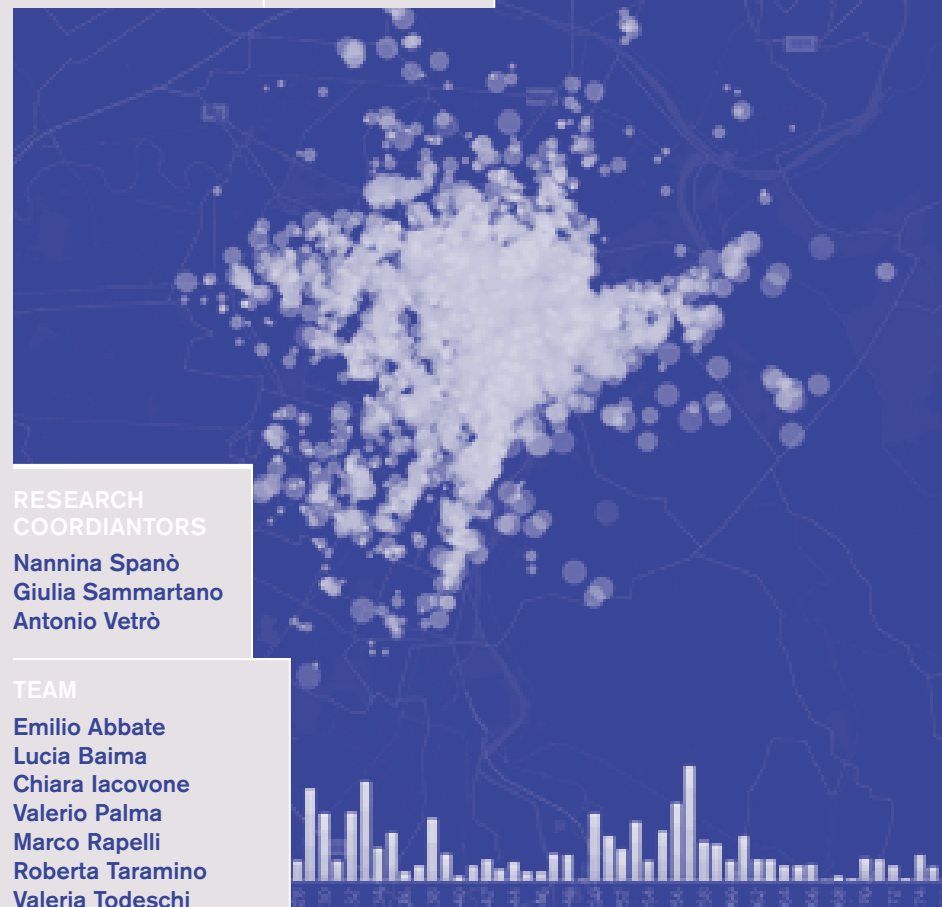 RESEARCH
COORDIANTORS
Nannina Spanò
Giulia Sammartano
Antonio Vetrò
TEAM
Emilio Abbate
Lucia Baima
Chiara Iacovone
Valerio Palma
Marco Rapelli
Roberta Taramino
Valeria Todeschi